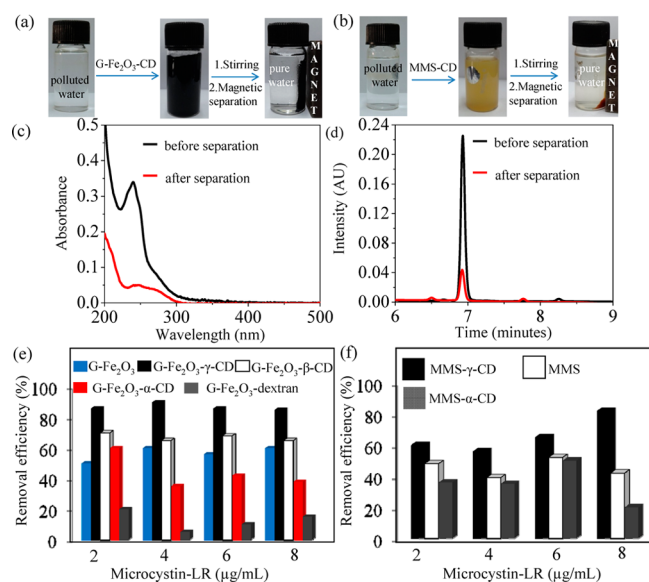 (a)
polluted
water
G-Fe₂O₃-CD
1.Stirring
2.Magnetic
separation
pure
water
MAGNET
(b)
polluted
water
MMS-CD
1.Stirring
2.Magnetic
separation
pure
water
MAGNET
(c)
before separation
after separation
0.5
0.4
0.3
0.2
0.1
0.0
Absorbance
200 300 400 500
Wavelength (nm)
(d)
before separation
after separation
0.24
0.20
0.16
0.12
0.08
0.04
0.00
Intensity (AU)
6 7 8 9
Time (minutes)
(e)
G-Fe₂O₃ G-Fe₂O₃-γ-CD G-Fe₂O₃-β-CD
G-Fe₂O₃-α-CD G-Fe₂O₃-dextran
100
80
60
40
20
0
Removal efficiency (%)
2 4 6 8
Microcystin-LR (µg/mL)
(f)
MMS-γ-CD MMS
MMS-α-CD
100
80
60
40
20
0
Removal efficiency (%)
2 4 6 8
Microcystin-LR (µg/mL)